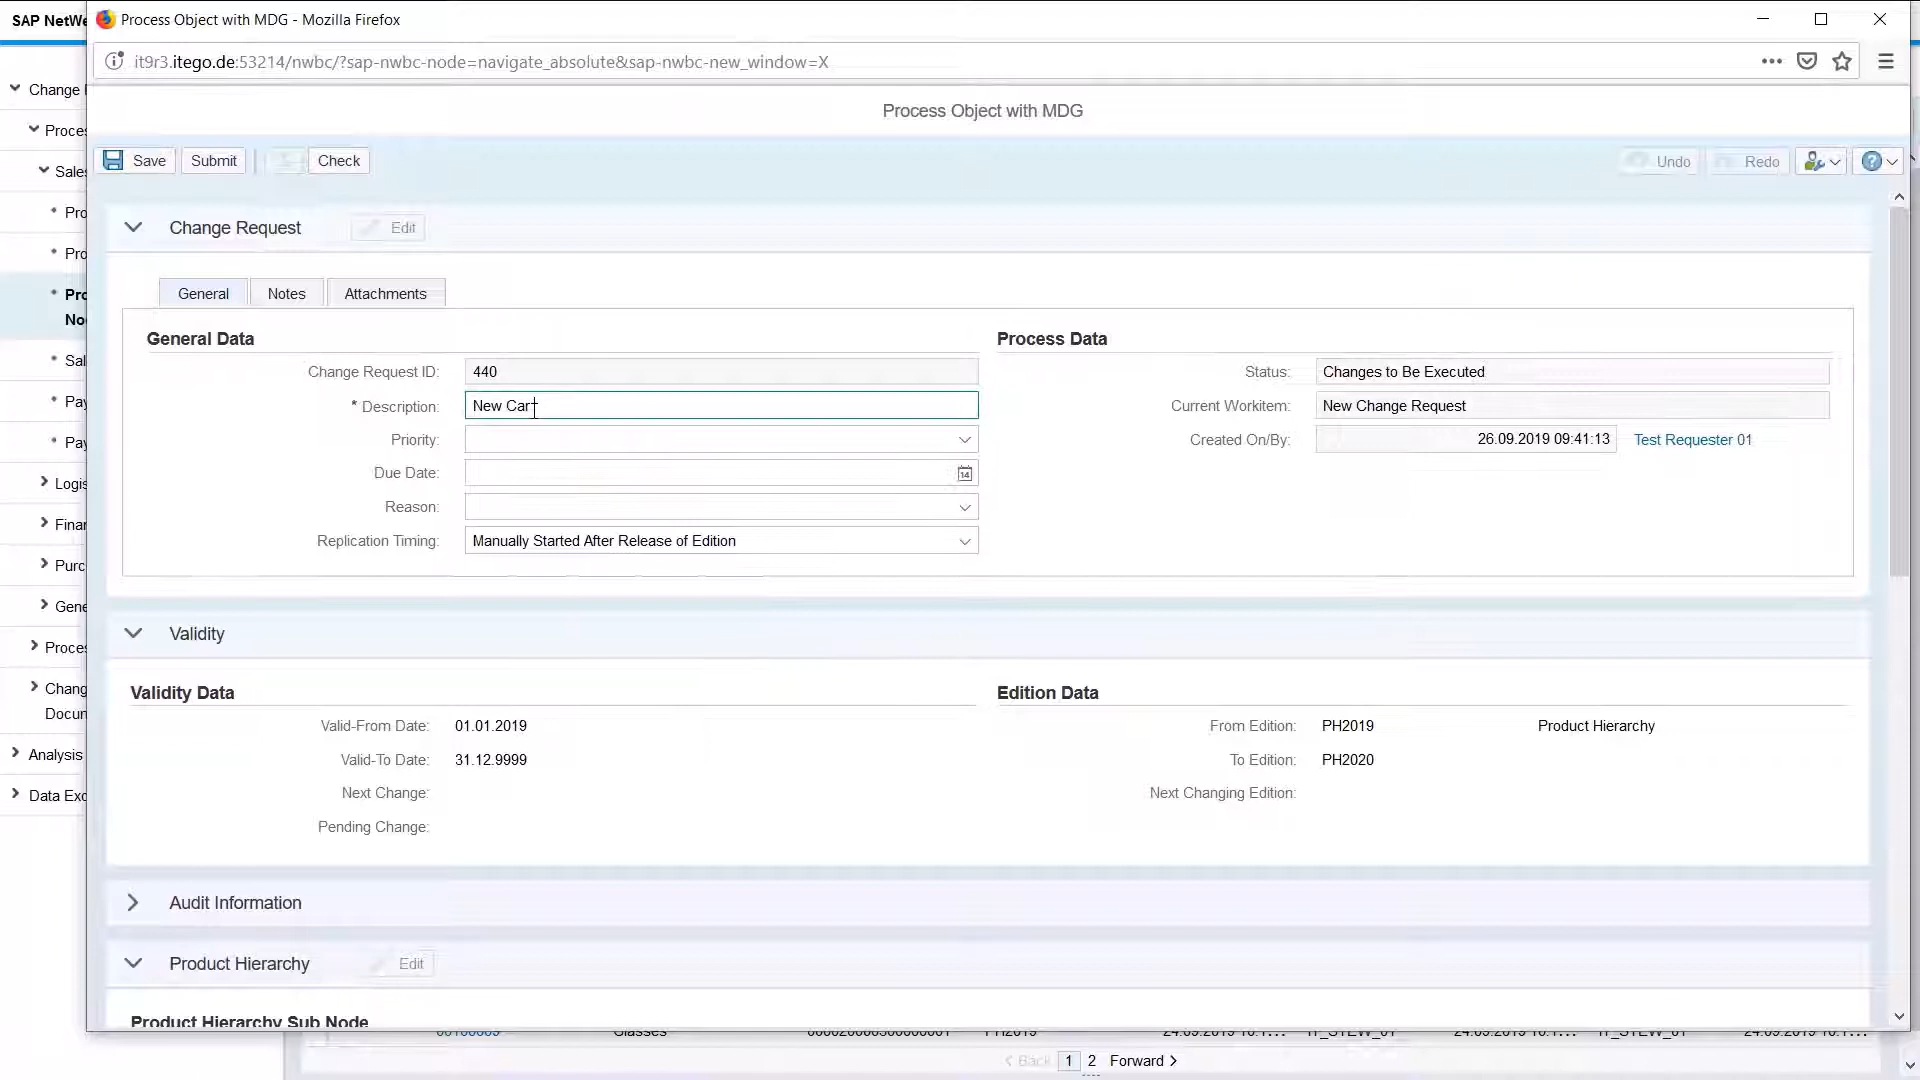 SAP NetWe
Process Object with MDG - Mozilla Firefox
it9r3.itego.de:53214/nwbc/?sap-nwbc-node=navigate_absolute&sap-nwbc-new_window=X
Process Object with MDG
Save Submit Check Undo Redo
Change Request Edit
General Notes Attachments
General Data
Change Request ID: 440
* Description: New Car
Priority:
Due Date: 14
Reason:
Replication Timing: Manually Started After Release of Edition
Process Data
Status: Changes to Be Executed
Current Workitem: New Change Request
Created On/By: 26.09.2019 09:41:13 Test Requester 01
Validity
Validity Data
Valid-From Date: 01.01.2019
Valid-To Date: 31.12.9999
Next Change:
Pending Change:
Edition Data
From Edition: PH2019 Product Hierarchy
To Edition: PH2020
Next Changing Edition:
Audit Information
Product Hierarchy Edit
Product Hierarchy Sub Node
Change
Proces
Sales
Pro
Pro
Pro
No
Sal
Pay
Pay
Logis
Finar
Purc
Gene
Proces
Chang
Docun
Analysis
Data Exc
Glasses PH2019
Back 1 2 Forward